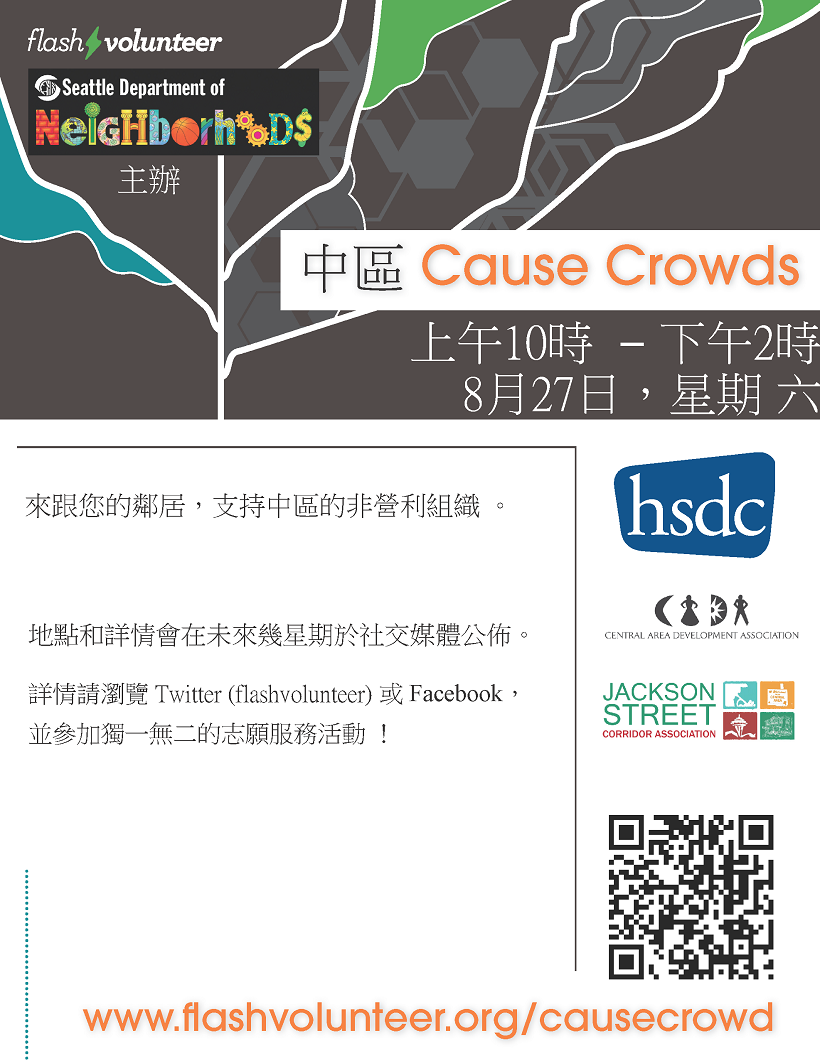 flash volunteer
Seattle Department of
NeigHborhooD$
主辦
中區 Cause Crowds
上午10時 – 下午2時
8月27日，星期 六
來跟您的鄰居，支持中區的非營利組織 。
地點和詳情會在未來幾星期於社交媒體公佈。
詳情請瀏覽 Twitter (flashvolunteer) 或 Facebook，
並參加獨一無二的志願服務活動 ！
hsdc
CADA
CENTRAL AREA DEVELOPMENT ASSOCIATION
JACKSON
STREET
CORRIDOR ASSOCIATION
www.flashvolunteer.org/causecrowd